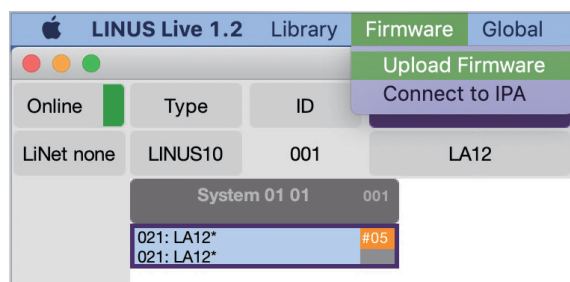 LINUS Live 1.2 Library Firmware Global
Upload Firmware
Connect to IPA
Online Type ID
LiNet none LINUS10 001 LA12
System 01 01 001
021: LA12* #05
021: LA12*